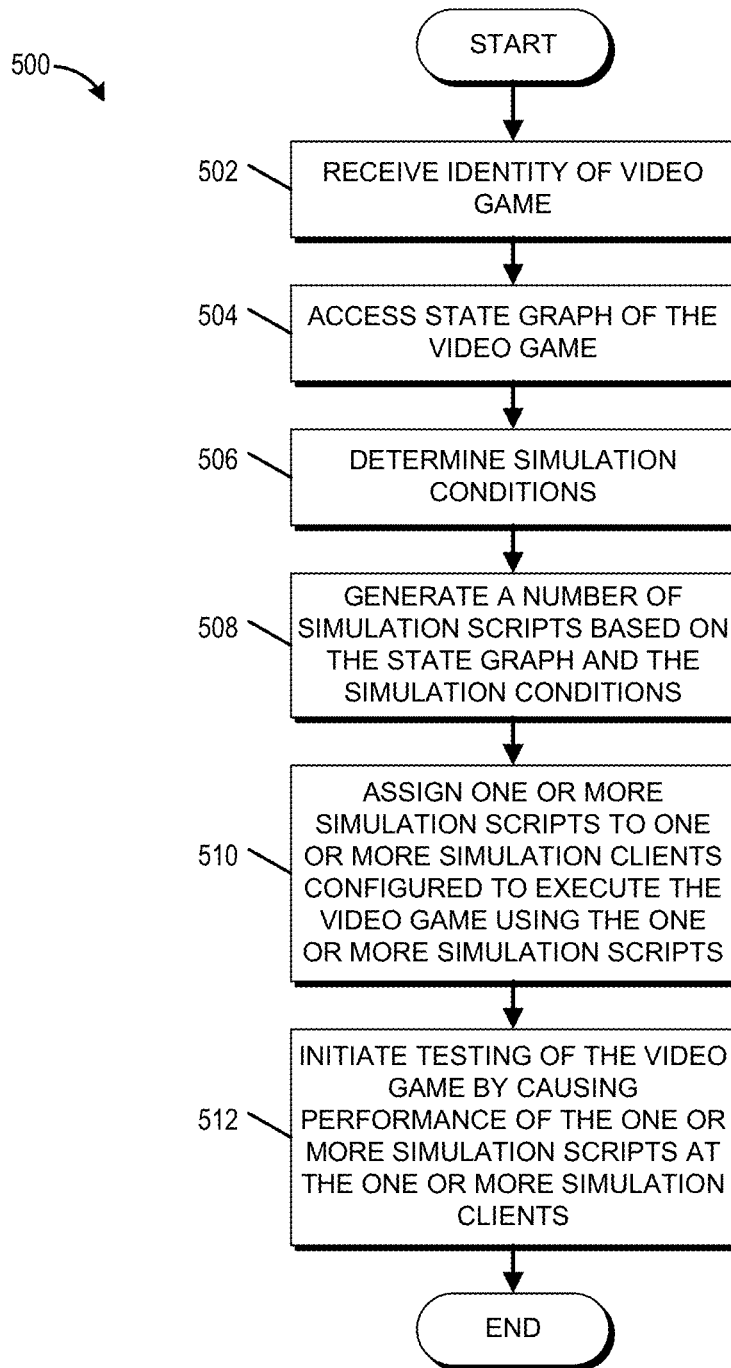 START
500
502
RECEIVE IDENTITY OF VIDEO
GAME
504
ACCESS STATE GRAPH OF THE
VIDEO GAME
506
DETERMINE SIMULATION
CONDITIONS
508
GENERATE A NUMBER OF
SIMULATION SCRIPTS BASED ON
THE STATE GRAPH AND THE
SIMULATION CONDITIONS
510
ASSIGN ONE OR MORE
SIMULATION SCRIPTS TO ONE
OR MORE SIMULATION CLIENTS
CONFIGURED TO EXECUTE THE
VIDEO GAME USING THE ONE
OR MORE SIMULATION SCRIPTS
512
INITIATE TESTING OF THE VIDEO
GAME BY CAUSING
PERFORMANCE OF THE ONE OR
MORE SIMULATION SCRIPTS AT
THE ONE OR MORE SIMULATION
CLIENTS
END